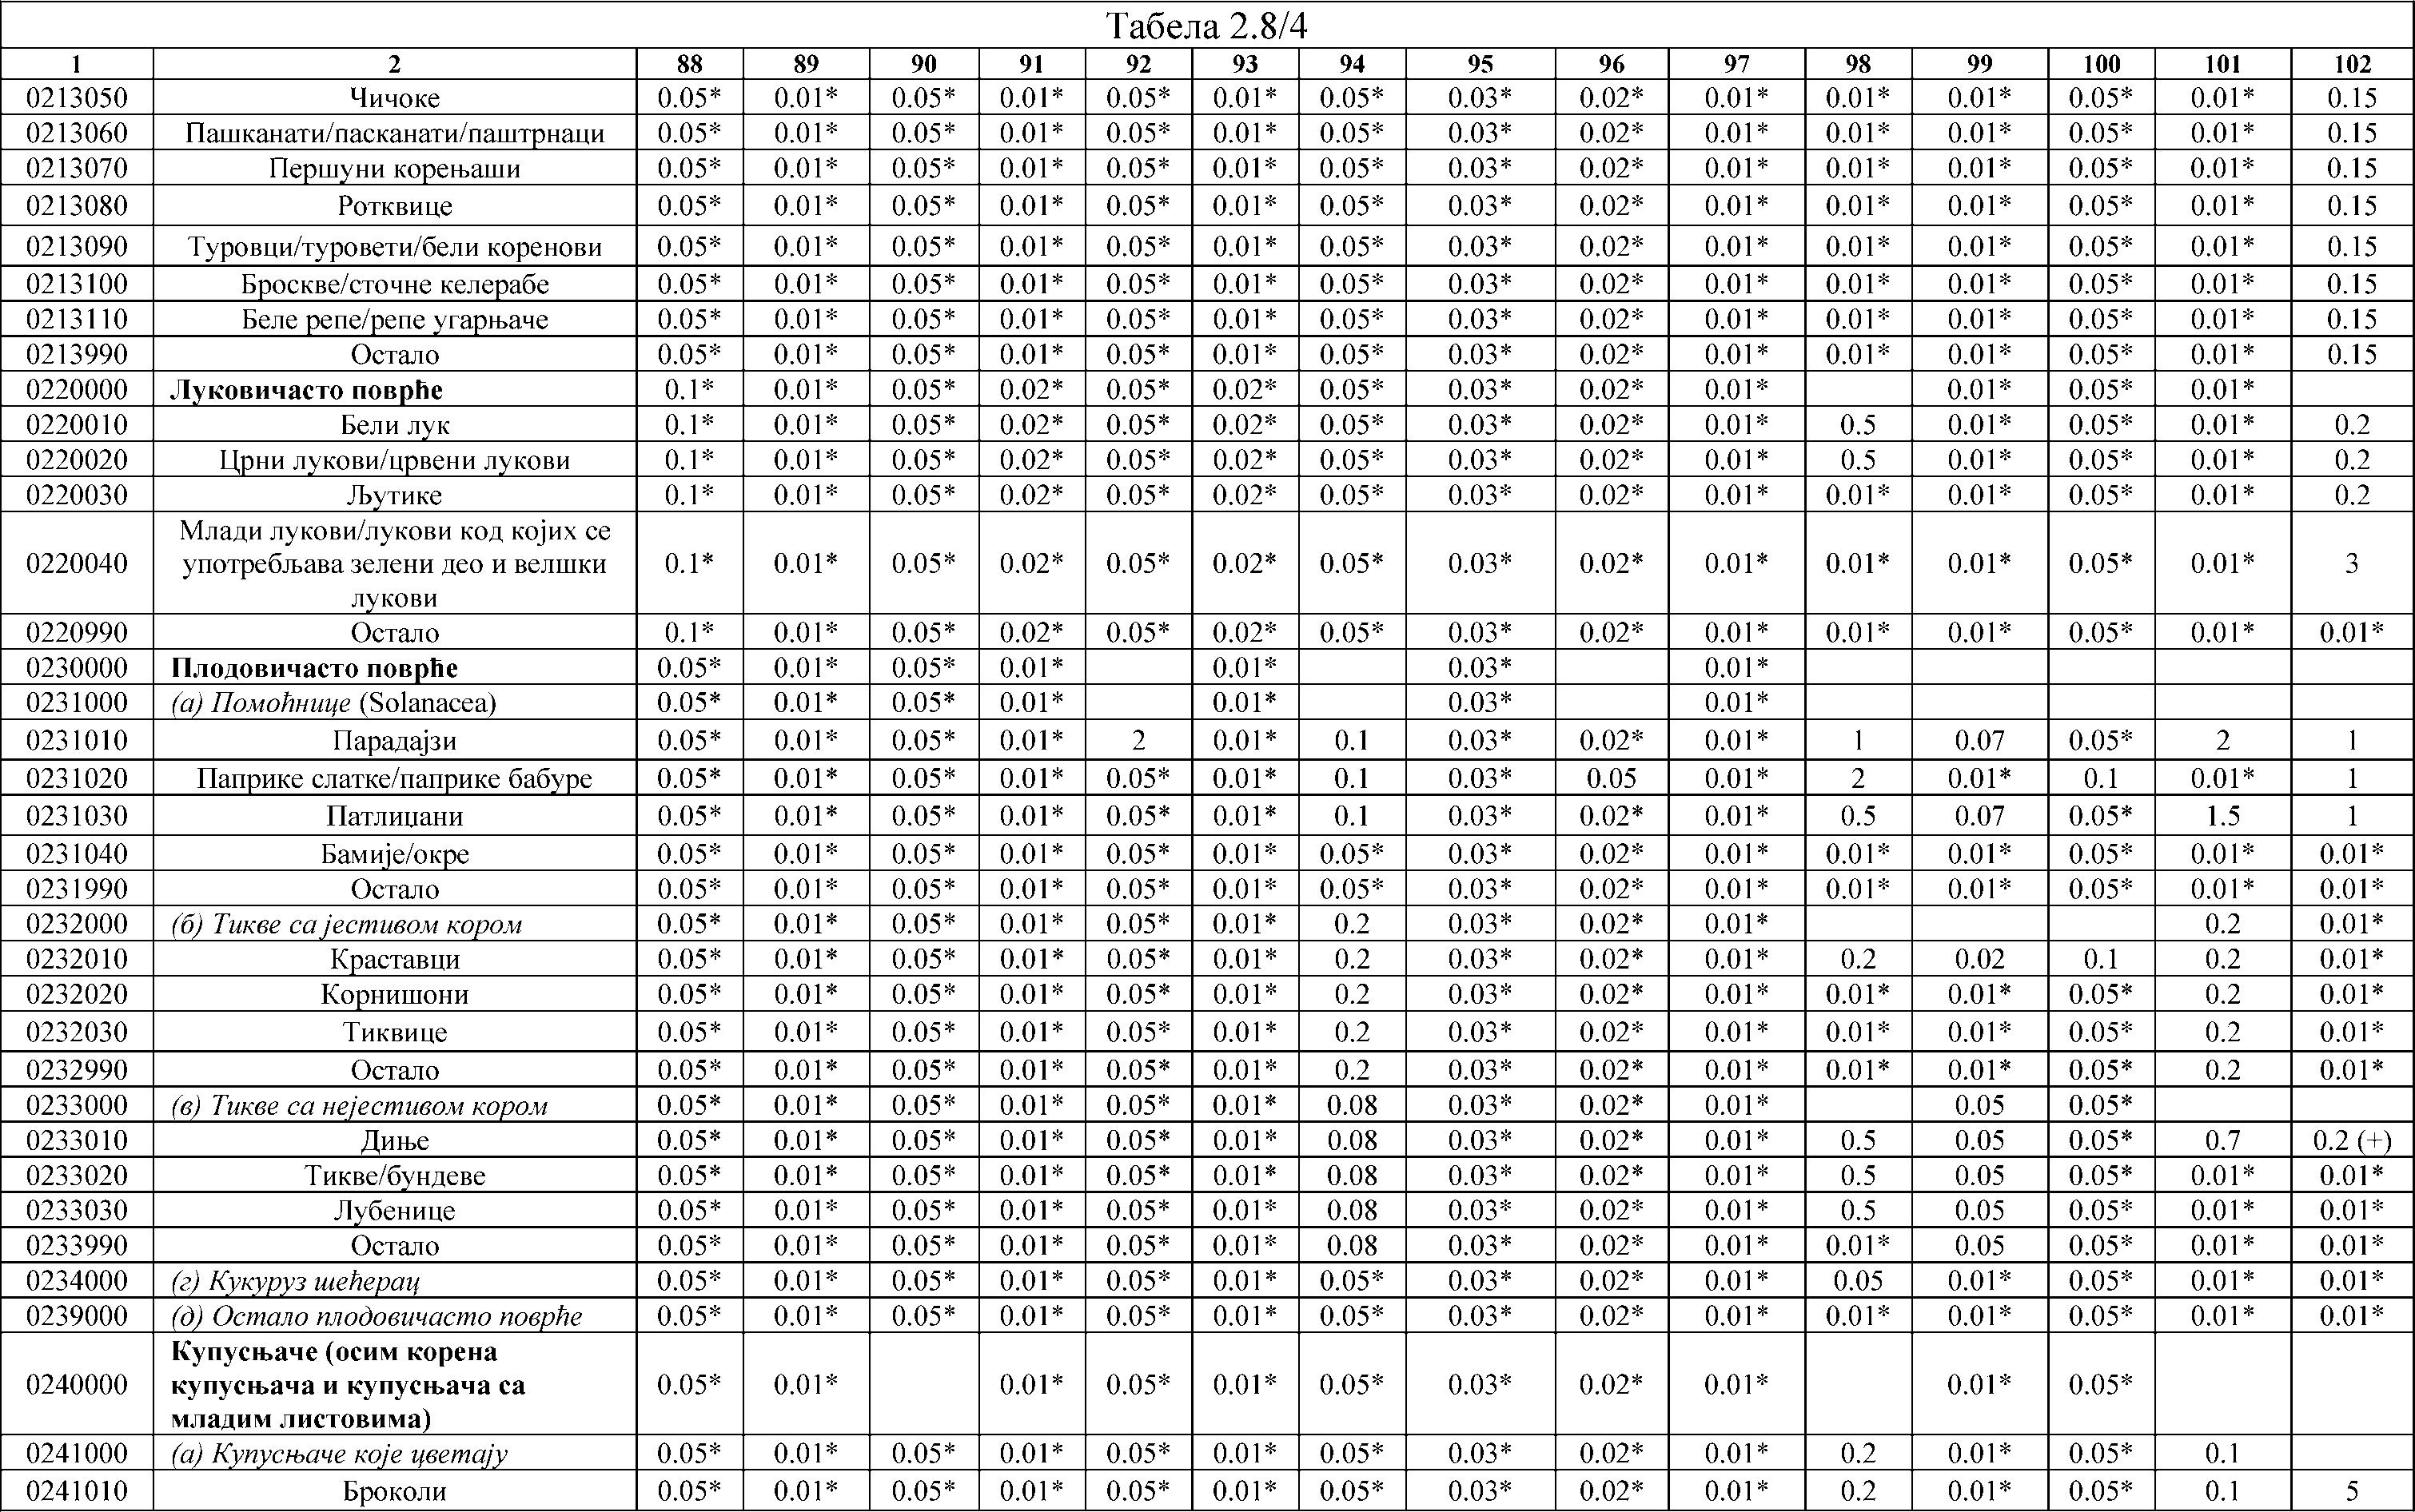 Табела 2.8/4
1 2 88 89 90 91 92 93 94 95 96 97 98 99 100 101 102
0213050 Чичоке 0.05* 0.01* 0.05* 0.01* 0.05* 0.01* 0.05* 0.03* 0.02* 0.01* 0.01* 0.01* 0.05* 0.01* 0.15
0213060 Пашканати/пасканати/паштрнаци 0.05* 0.01* 0.05* 0.01* 0.05* 0.01* 0.05* 0.03* 0.02* 0.01* 0.01* 0.01* 0.05* 0.01* 0.15
0213070 Першуни корењаши 0.05* 0.01* 0.05* 0.01* 0.05* 0.01* 0.05* 0.03* 0.02* 0.01* 0.01* 0.01* 0.05* 0.01* 0.15
0213080 Ротквице 0.05* 0.01* 0.05* 0.01* 0.05* 0.01* 0.05* 0.03* 0.02* 0.01* 0.01* 0.01* 0.05* 0.01* 0.15
0213090 Туровци/туровети/бели коренови 0.05* 0.01* 0.05* 0.01* 0.05* 0.01* 0.05* 0.03* 0.02* 0.01* 0.01* 0.01* 0.05* 0.01* 0.15
0213100 Броскве/сточне келерабе 0.05* 0.01* 0.05* 0.01* 0.05* 0.01* 0.05* 0.03* 0.02* 0.01* 0.01* 0.01* 0.05* 0.01* 0.15
0213110 Беле репе/репе угарњаче 0.05* 0.01* 0.05* 0.01* 0.05* 0.01* 0.05* 0.03* 0.02* 0.01* 0.01* 0.01* 0.05* 0.01* 0.15
0213990 Остало 0.05* 0.01* 0.05* 0.01* 0.05* 0.01* 0.05* 0.03* 0.02* 0.01* 0.01* 0.01* 0.05* 0.01* 0.15
0220000 Луковичасто поврће 0.1* 0.01* 0.05* 0.02* 0.05* 0.02* 0.05* 0.03* 0.02* 0.01* 0.01* 0.05* 0.01*
0220010 Бели лук 0.1* 0.01* 0.05* 0.02* 0.05* 0.02* 0.05* 0.03* 0.02* 0.01* 0.5 0.01* 0.05* 0.01* 0.2
0220020 Црни лукови/црвени лукови 0.1* 0.01* 0.05* 0.02* 0.05* 0.02* 0.05* 0.03* 0.02* 0.01* 0.5 0.01* 0.05* 0.01* 0.2
0220030 Љутике 0.1* 0.01* 0.05* 0.02* 0.05* 0.02* 0.05* 0.03* 0.02* 0.01* 0.01* 0.01* 0.05* 0.01* 0.2
Млади лукови/лукови код којих се
0220040 употребљава зелени део и велшки 0.1* 0.01* 0.05* 0.02* 0.05* 0.02* 0.05* 0.03* 0.02* 0.01* 0.01* 0.01* 0.05* 0.01* 3
лукови
0220990 Остало 0.1* 0.01* 0.05* 0.02* 0.05* 0.02* 0.05* 0.03* 0.02* 0.01* 0.01* 0.01* 0.05* 0.01* 0.01*
0230000 Плодовичасто поврће 0.05* 0.01* 0.05* 0.01* 0.01* 0.03* 0.01*
0231000 (а) Помоћнице (Solanacea) 0.05* 0.01* 0.05* 0.01* 0.01* 0.03* 0.01*
0231010 Парадајзи 0.05* 0.01* 0.05* 0.01* 2 0.01* 0.1 0.03* 0.02* 0.01* 1 0.07 0.05* 2 1
0231020 Паприке слатке/паприке бабуре 0.05* 0.01* 0.05* 0.01* 0.05* 0.01* 0.1 0.03* 0.05 0.01* 2 0.01* 0.1 0.01* 1
0231030 Патлиџани 0.05* 0.01* 0.05* 0.01* 0.05* 0.01* 0.1 0.03* 0.02* 0.01* 0.5 0.07 0.05* 1.5 1
0231040 Бамије/окре 0.05* 0.01* 0.05* 0.01* 0.05* 0.01* 0.05* 0.03* 0.02* 0.01* 0.01* 0.01* 0.05* 0.01* 0.01*
0231990 Остало 0.05* 0.01* 0.05* 0.01* 0.05* 0.01* 0.05* 0.03* 0.02* 0.01* 0.01* 0.01* 0.05* 0.01* 0.01*
0232000 (б) Тикве са јестивом кором 0.05* 0.01* 0.05* 0.01* 0.05* 0.01* 0.2 0.03* 0.02* 0.01* 0.2 0.01*
0232010 Краставци 0.05* 0.01* 0.05* 0.01* 0.05* 0.01* 0.2 0.03* 0.02* 0.01* 0.2 0.02 0.1 0.2 0.01*
0232020 Корнишони 0.05* 0.01* 0.05* 0.01* 0.05* 0.01* 0.2 0.03* 0.02* 0.01* 0.01* 0.01* 0.05* 0.2 0.01*
0232030 Тиквице 0.05* 0.01* 0.05* 0.01* 0.05* 0.01* 0.2 0.03* 0.02* 0.01* 0.01* 0.01* 0.05* 0.2 0.01*
0232990 Остало 0.05* 0.01* 0.05* 0.01* 0.05* 0.01* 0.2 0.03* 0.02* 0.01* 0.01* 0.01* 0.05* 0.2 0.01*
0233000 (в) Тикве са нејестивом кором 0.05* 0.01* 0.05* 0.01* 0.05* 0.01* 0.08 0.03* 0.02* 0.01* 0.05 0.05*
0233010 Диње 0.05* 0.01* 0.05* 0.01* 0.05* 0.01* 0.08 0.03* 0.02* 0.01* 0.5 0.05 0.05* 0.7 0.2 (+)
0233020 Тикве/бундеве 0.05* 0.01* 0.05* 0.01* 0.05* 0.01* 0.08 0.03* 0.02* 0.01* 0.5 0.05 0.05* 0.01* 0.01*
0233030 Лубенице 0.05* 0.01* 0.05* 0.01* 0.05* 0.01* 0.08 0.03* 0.02* 0.01* 0.5 0.05 0.05* 0.01* 0.01*
0233990 Остало 0.05* 0.01* 0.05* 0.01* 0.05* 0.01* 0.08 0.03* 0.02* 0.01* 0.01* 0.05 0.05* 0.01* 0.01*
0234000 (г) Кукуруз шећерац 0.05* 0.01* 0.05* 0.01* 0.05* 0.01* 0.05* 0.03* 0.02* 0.01* 0.05 0.01* 0.05* 0.01* 0.01*
0239000 (д) Остало плодовичасто поврће 0.05* 0.01* 0.05* 0.01* 0.05* 0.01* 0.05* 0.03* 0.02* 0.01* 0.01* 0.01* 0.05* 0.01* 0.01*
Купусњаче (осим корена
0240000 купусњача и купусњача са 0.05* 0.01* 0.01* 0.05* 0.01* 0.05* 0.03* 0.02* 0.01* 0.01* 0.05*
младим листовима)
0241000 (а) Купусњаче које цветају 0.05* 0.01* 0.05* 0.01* 0.05* 0.01* 0.05* 0.03* 0.02* 0.01* 0.2 0.01* 0.05* 0.1
0241010 Броколи 0.05* 0.01* 0.05* 0.01* 0.05* 0.01* 0.05* 0.03* 0.02* 0.01* 0.2 0.01* 0.05* 0.1 5